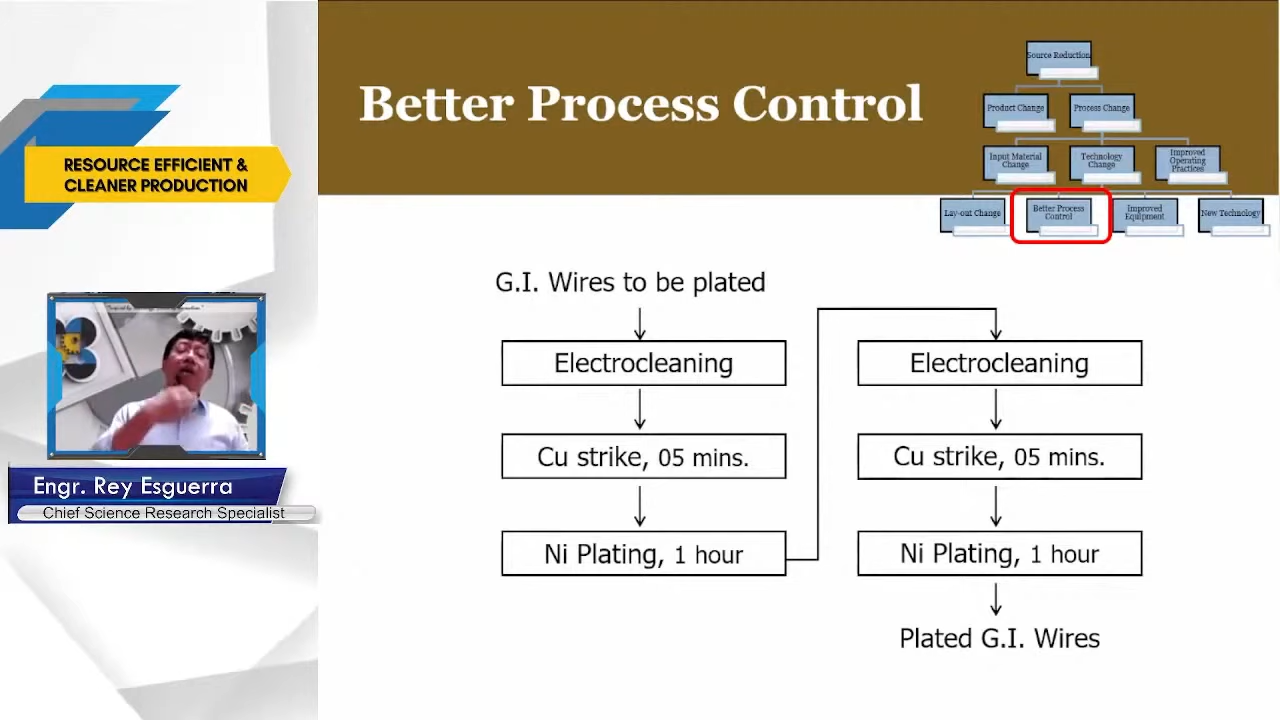 RESOURCE EFFICIENT &
CLEANER PRODUCTION
Engr. Rey Esguerra
Chief Science Research Specialist
Better Process Control
Source Reduction
Product Change
Process Change
Input Material
Change
Technology
Change
Improved
Operating
Practices
Lay-out Change
Better Process
Control
Improved
Equipment
New Technology
G.I. Wires to be plated
Electrocleaning
Cu strike, 05 mins.
Ni Plating, 1 hour
Electrocleaning
Cu strike, 05 mins.
Ni Plating, 1 hour
Plated G.I. Wires